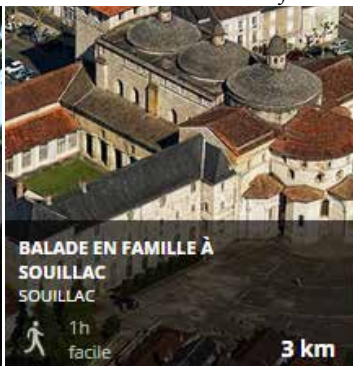 BALADE EN FAMILLE À
SOUILLAC
SOUILLAC
1h
facile
3 km